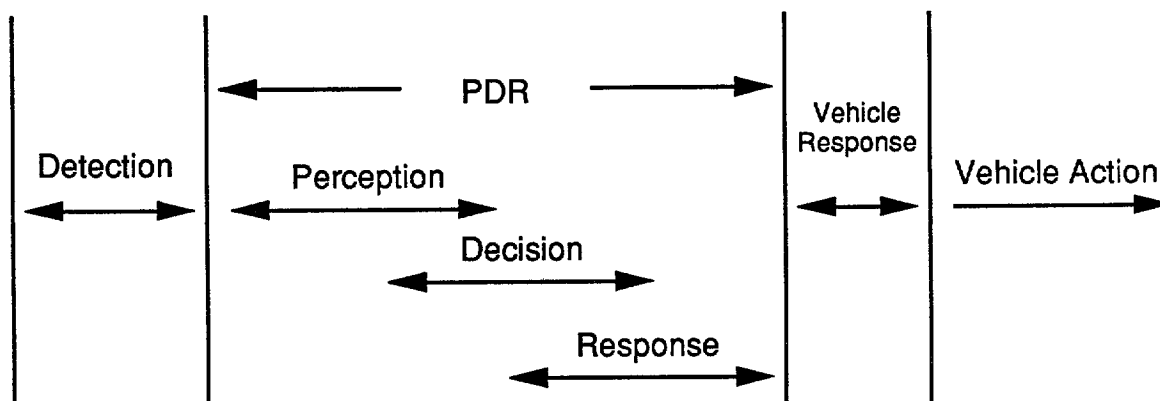 PDR
Vehicle
Response
Detection
Perception
Vehicle Action
Decision
Response